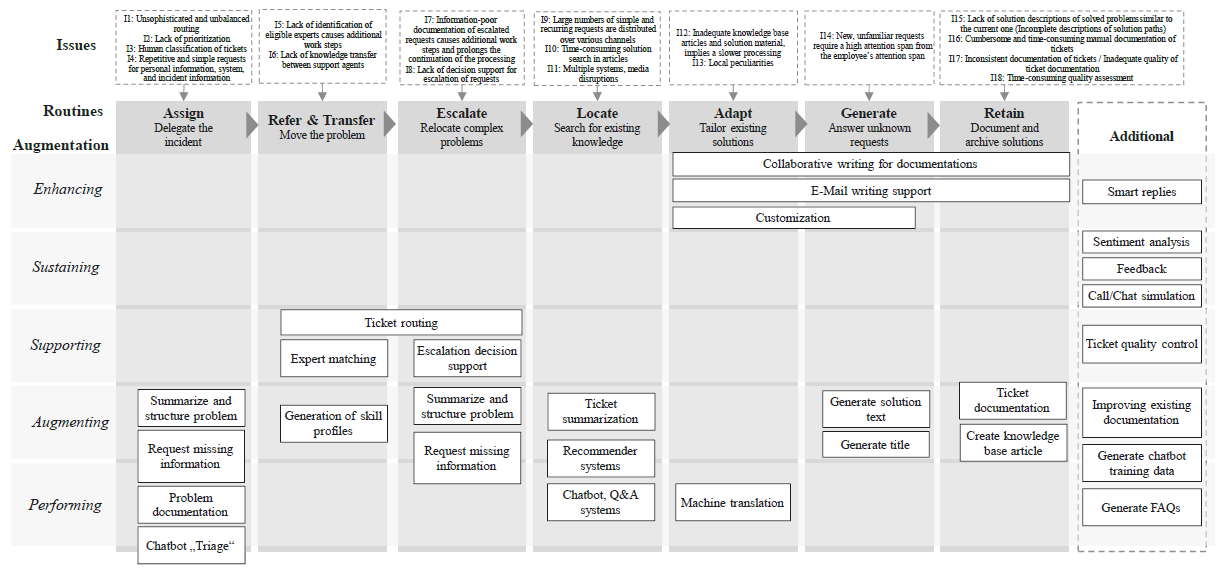 Issues
I1: Unsophisticated and unbalanced
routing
I2: Lack of prioritization
I3: Human classification of tickets
I4: Repetitive and simple requests
for personal information, system,
and incident information
I5: Lack of identification of
eligible experts causes additional
work steps
I6: Lack of knowledge transfer
between support agents
I7: Information-poor
documentation of escalated
requests causes additional work
steps and prolongs the
continuation of the processing
I8: Lack of decision support for
escalation of requests
I9: Large numbers of simple and
recurring requests are distributed
over various channels
I10: Time-consuming solution
search in articles
I11: Multiple systems, media
disruptions
I12: Inadequate knowledge base
articles and solution material,
implies a slower processing
I13: Local peculiarities
I14: New, unfamiliar requests
require a high attention span from
the employee's attention span
I15: Lack of solution descriptions of solved problems similar to
the current one (Incomplete descriptions of solution paths)
I16: Cumbersome and time-consuming manual documentation of
tickets
I17: Inconsistent documentation of tickets / Inadequate quality of
ticket documentation
I18: Time-consuming quality assessment
Routines
Augmentation
Assign
Delegate the
incident
Refer & Transfer
Move the problem
Escalate
Relocate complex
problems
Locate
Search for existing
knowledge
Adapt
Tailor existing
solutions
Generate
Answer unknown
requests
Retain
Document and
archive solutions
Additional
Enhancing
Collaborative writing for documentations
E-Mail writing support
Customization
Smart replies
Sustaining
Sentiment analysis
Feedback
Call/Chat simulation
Supporting
Ticket routing
Expert matching
Escalation decision
support
Ticket quality control
Augmenting
Summarize and
structure problem
Request missing
information
Generation of skill
profiles
Summarize and
structure problem
Request missing
information
Ticket
summarization
Recommender
systems
Generate solution
text
Generate title
Ticket
documentation
Create knowledge
base article
Improving existing
documentation
Generate chatbot
training data
Performing
Problem
documentation
Chatbot „Triage“
Chatbot, Q&A
systems
Machine translation
Generate FAQs